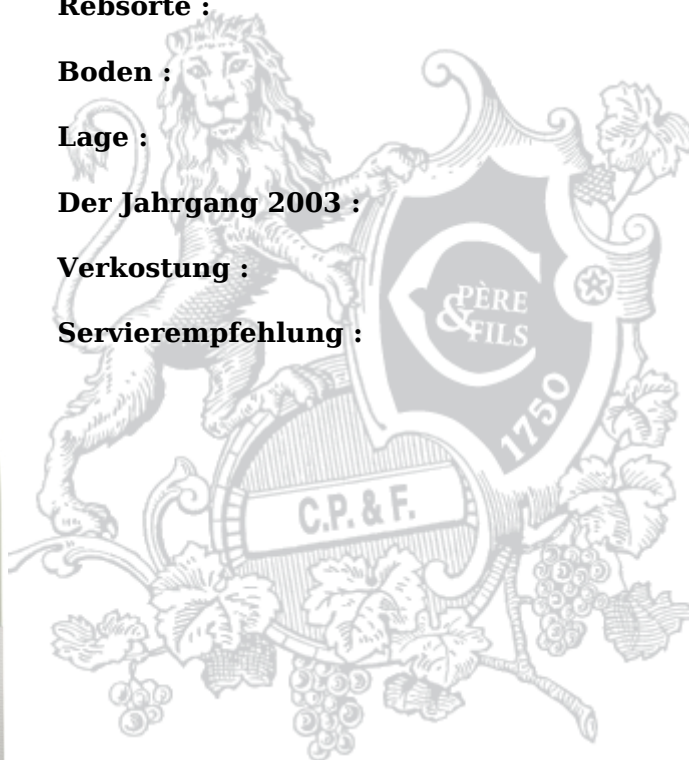 Rebsorte :
Boden :
Lage :
Der Jahrgang 2003 :
Verkostung :
Servierempfehlung :
C
PÈRE
& FILS
1750
C.P. & F.